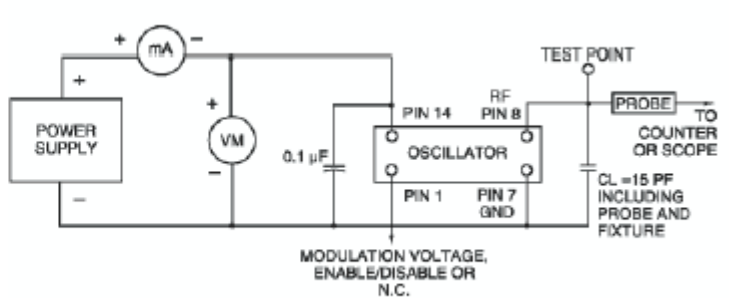 + mA -
TEST POINT
+
RF
PIN 14 PIN 8
PROBE
TO
COUNTER
OR SCOPE
POWER
SUPPLY
+
VM
-
0.1 µF
OSCILLATOR
-
PIN 1 PIN 7
GND
CL =15 PF
INCLUDING
PROBE AND
FIXTURE
MODULATION VOLTAGE,
ENABLE/DISABLE OR
N.C.